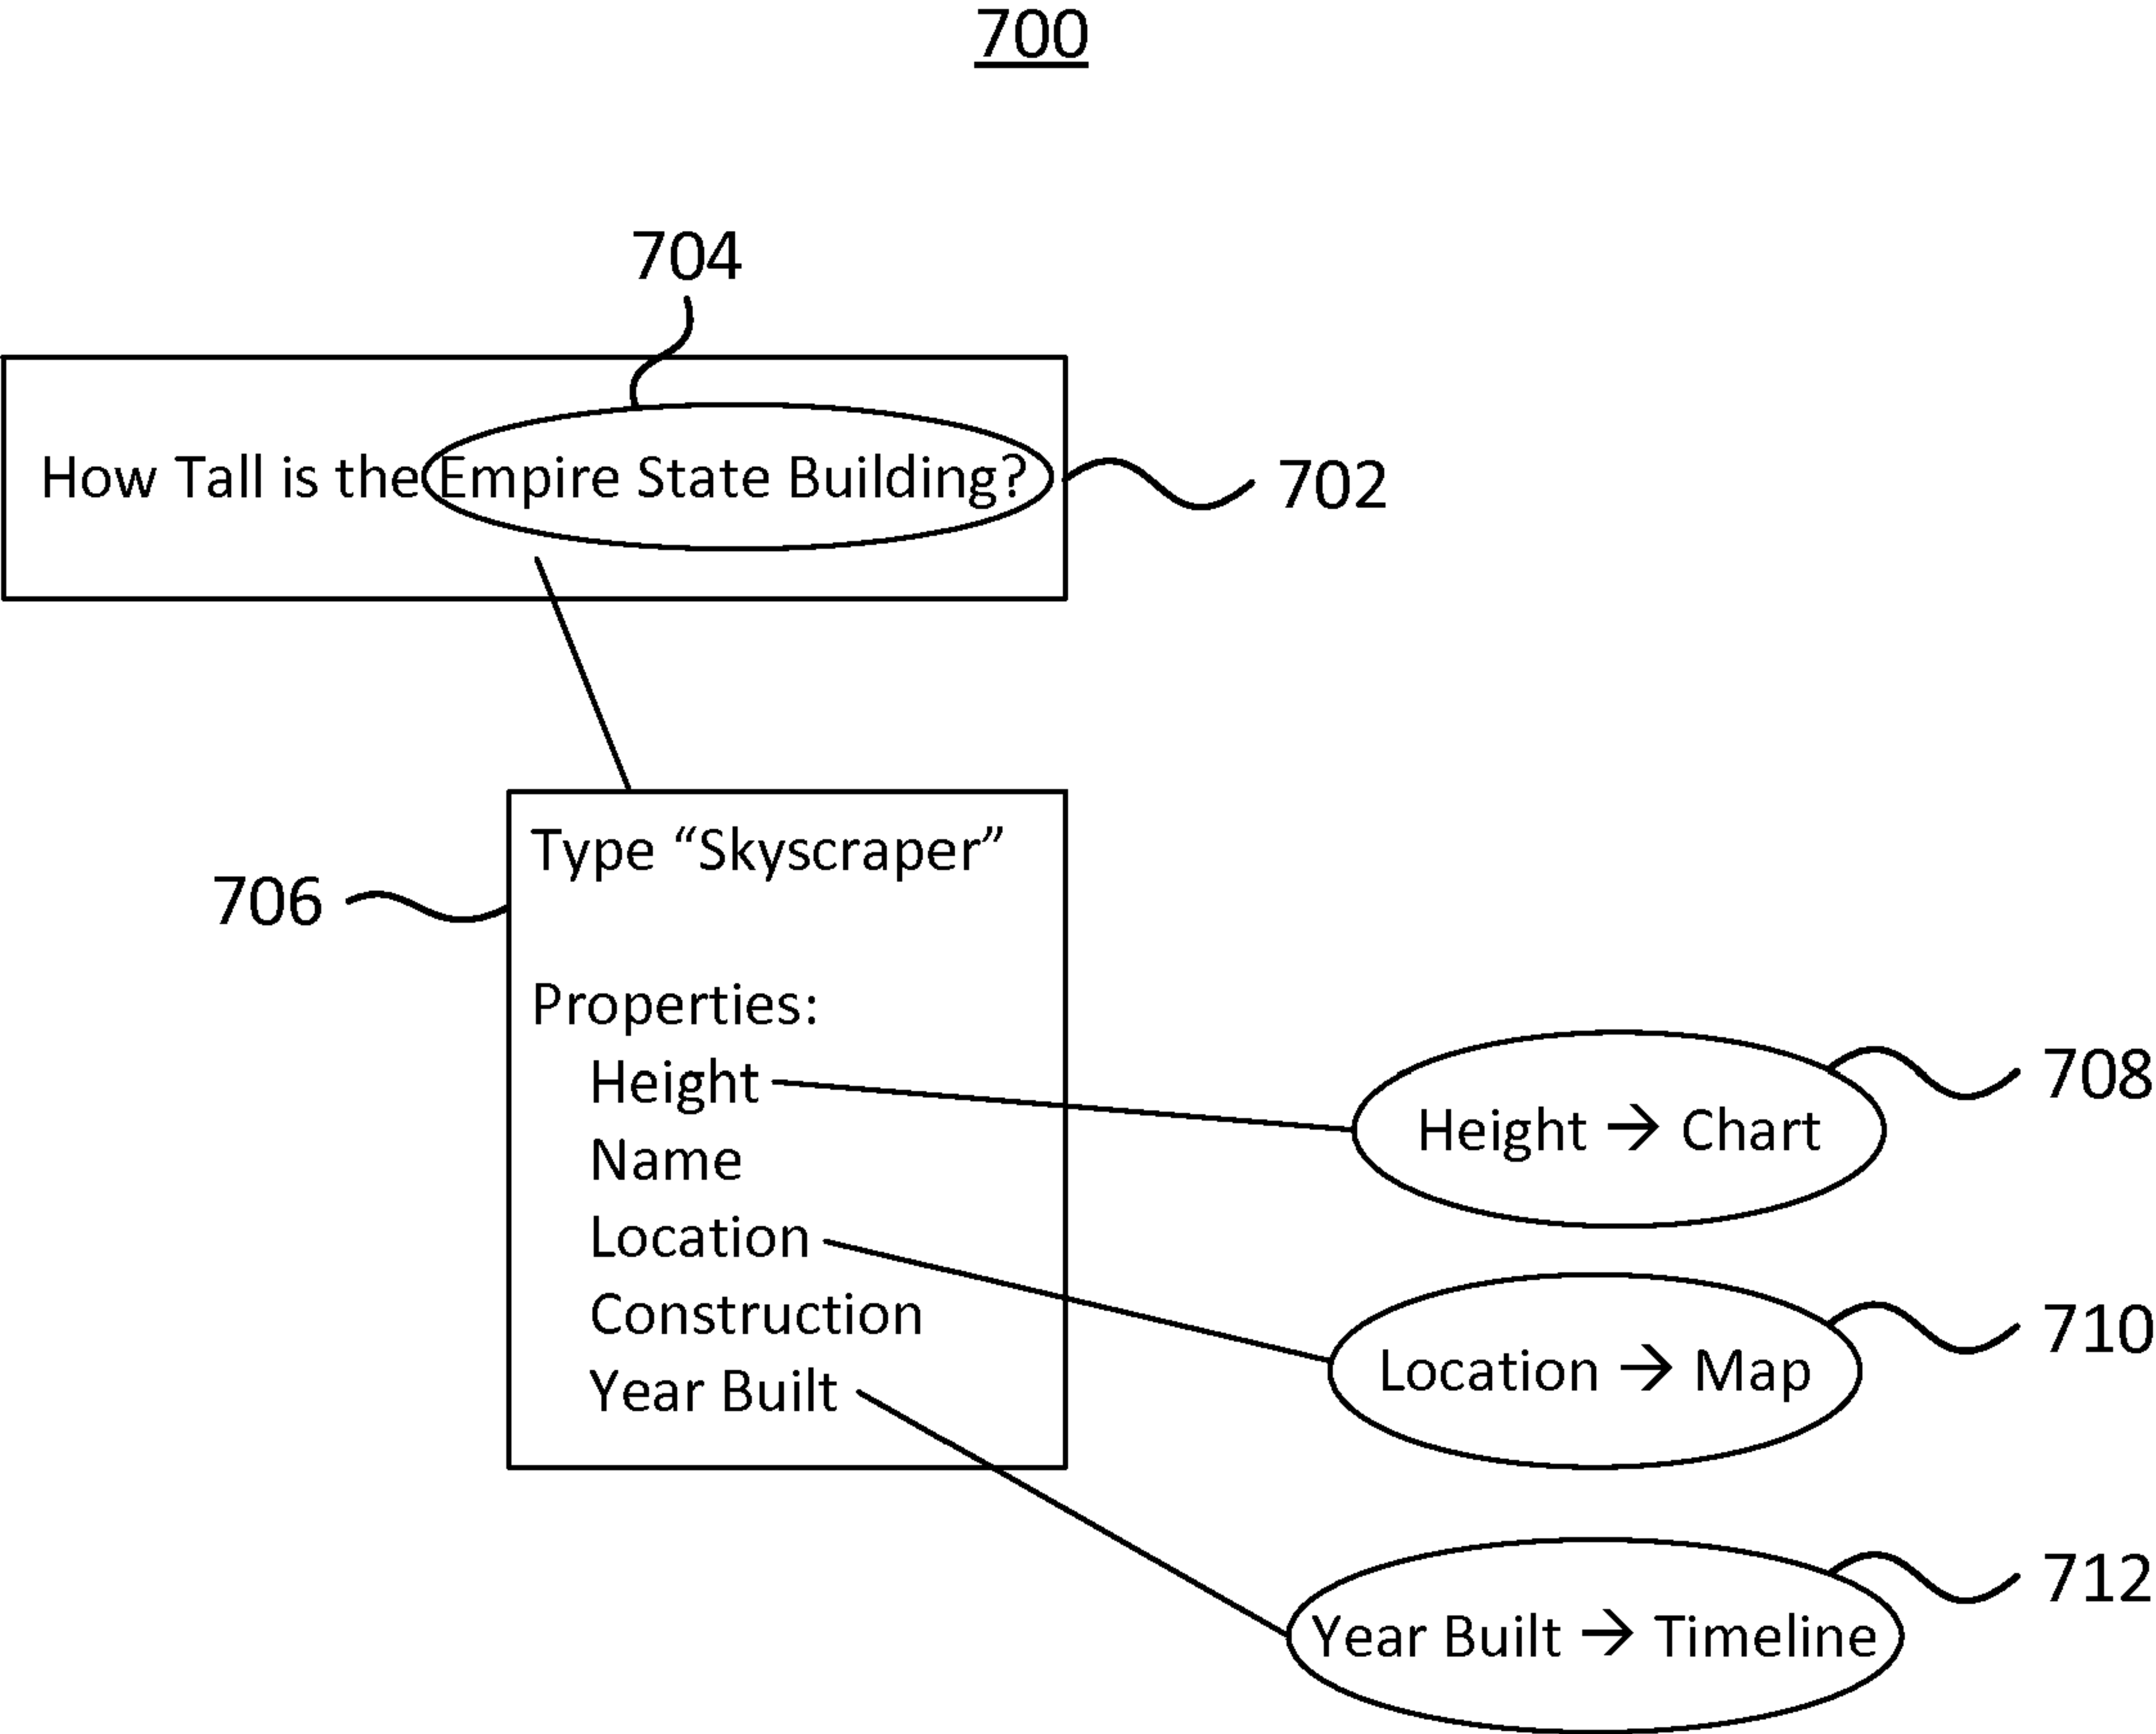 700
704
How Tall is the Empire State Building?
702
Type “Skyscraper”
706
Properties:
Height
Name
Location
Construction
Year Built
708
Height → Chart
710
Location → Map
712
Year Built → Timeline